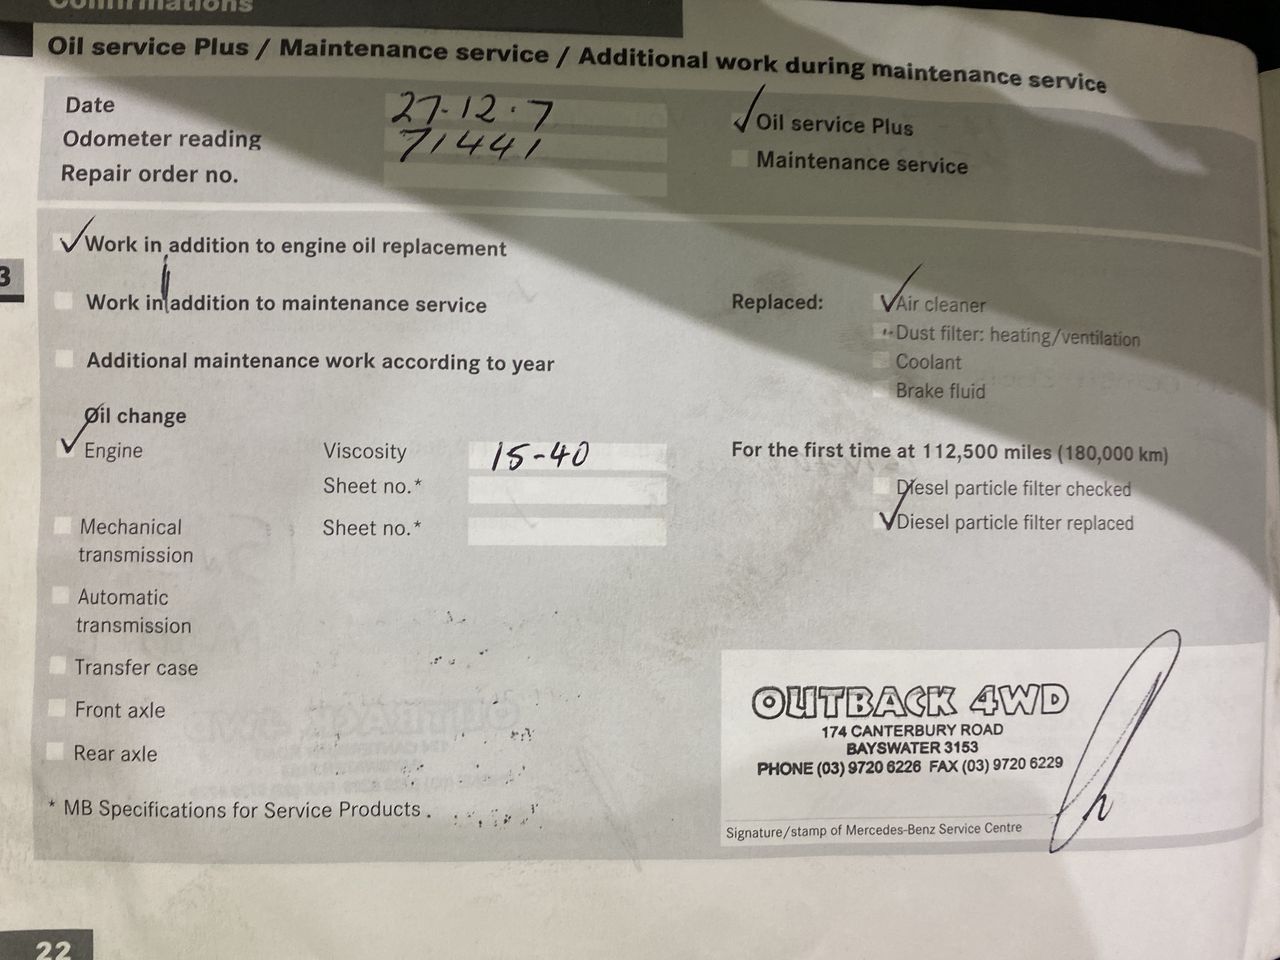 Confirmations
Oil service Plus / Maintenance service / Additional work during maintenance service
Date 27-12·7
Odometer reading 71441
Repair order no.
Oil service Plus
Maintenance service
3
Work in addition to engine oil replacement
Work in addition to maintenance service
Additional maintenance work according to year
Replaced: Air cleaner
Dust filter: heating/ventilation
Coolant
Brake fluid
Oil change
Engine Viscosity 15-40
Sheet no.*
Mechanical transmission Sheet no.*
Automatic
transmission
Transfer case
Front axle
Rear axle
* MB Specifications for Service Products.
For the first time at 112,500 miles (180,000 km)
Diesel particle filter checked
Diesel particle filter replaced
OUTBACK 4WD
174 CANTERBURY ROAD
BAYSWATER 3153
PHONE (03) 9720 6226 FAX (03) 9720 6229
Signature/stamp of Mercedes-Benz Service Centre
22